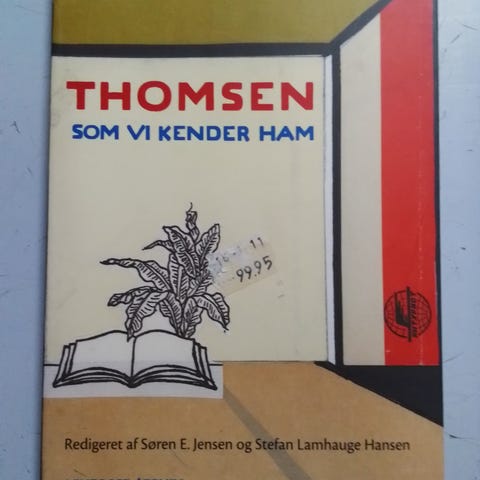 THOMSEN
SOM VI KENDER HAM
99.95
Redigeret af Søren E. Jensen og Stefan Lamhauge Hansen